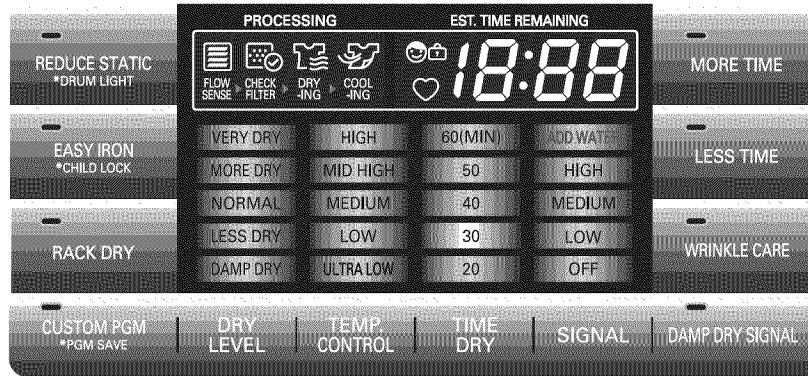 PROCESSING
EST. TIME REMAINING
REDUCE STATIC
*DRUM LIGHT
FLOW SENSE
CHECK FILTER
DRY -ING
COOL -ING
18:88
MORE TIME
EASY IRON
*CHILD LOCK
VERY DRY HIGH 60(MIN) ADD WATER
MORE DRY MID HIGH 50 HIGH
LESS TIME
NORMAL MEDIUM 40 MEDIUM
RACK DRY
LESS DRY LOW 30 LOW
WRINKLE CARE
DAMP DRY ULTRA LOW 20 OFF
CUSTOM PGM
*PGM SAVE
DRY
LEVEL
TEMP.
CONTROL
TIME
DRY
SIGNAL
DAMP DRY SIGNAL